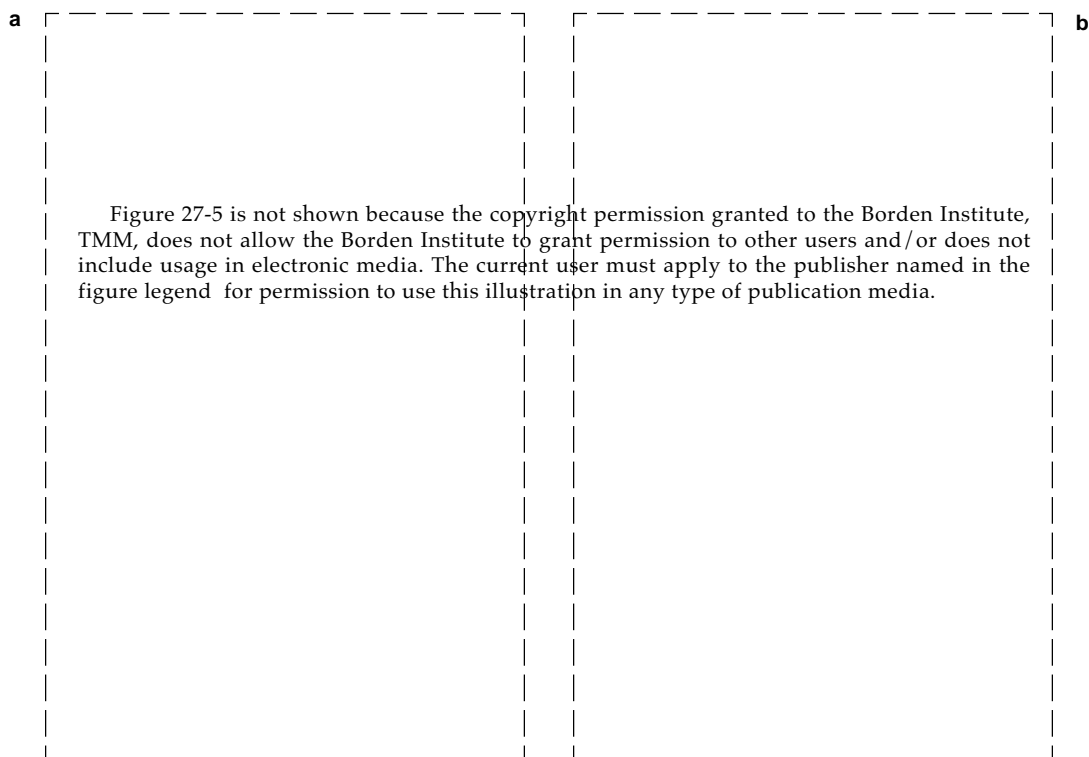 a
b
Figure 27-5 is not shown because the copyright permission granted to the Borden Institute,
TMM, does not allow the Borden Institute to grant permission to other users and/or does not
include usage in electronic media. The current user must apply to the publisher named in the
figure legend for permission to use this illustration in any type of publication media.